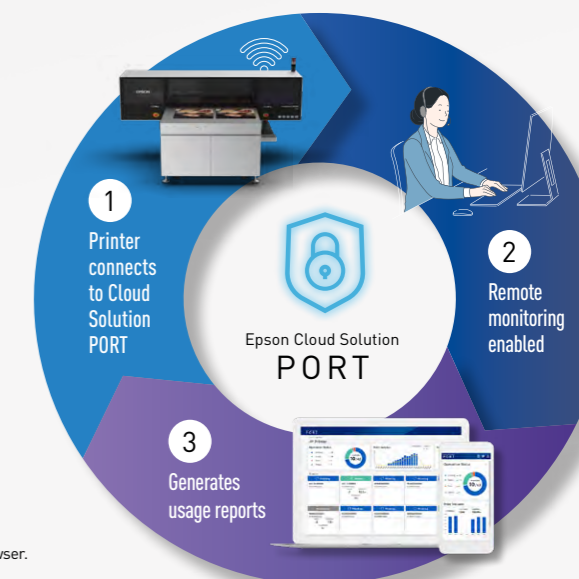 1
Printer
connects
to Cloud
Solution
PORT
2
Remote
monitoring
enabled
Epson Cloud Solution
PORT
3
Generates
usage reports
wser.